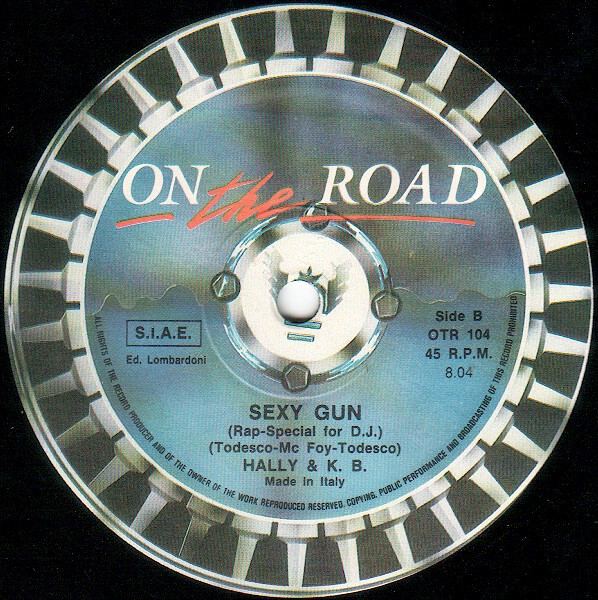 ON the ROAD
S.I.A.E.
Ed. Lombardoni
Side B
OTR 104
45 R.P.M.
8.04
SEXY GUN
(Rap-Special for D.J.)
(Todesco-Mc Foy-Todesco)
HALLY & K. B.
Made in Italy
ALL RIGHTS OF THE RECORD PRODUCER AND OF THE OWNER OF THE WORK REPRODUCED RESERVED. COPYING, PUBLIC PERFORMANCE AND BROADCASTING OF THIS RECORD PROHIBITED